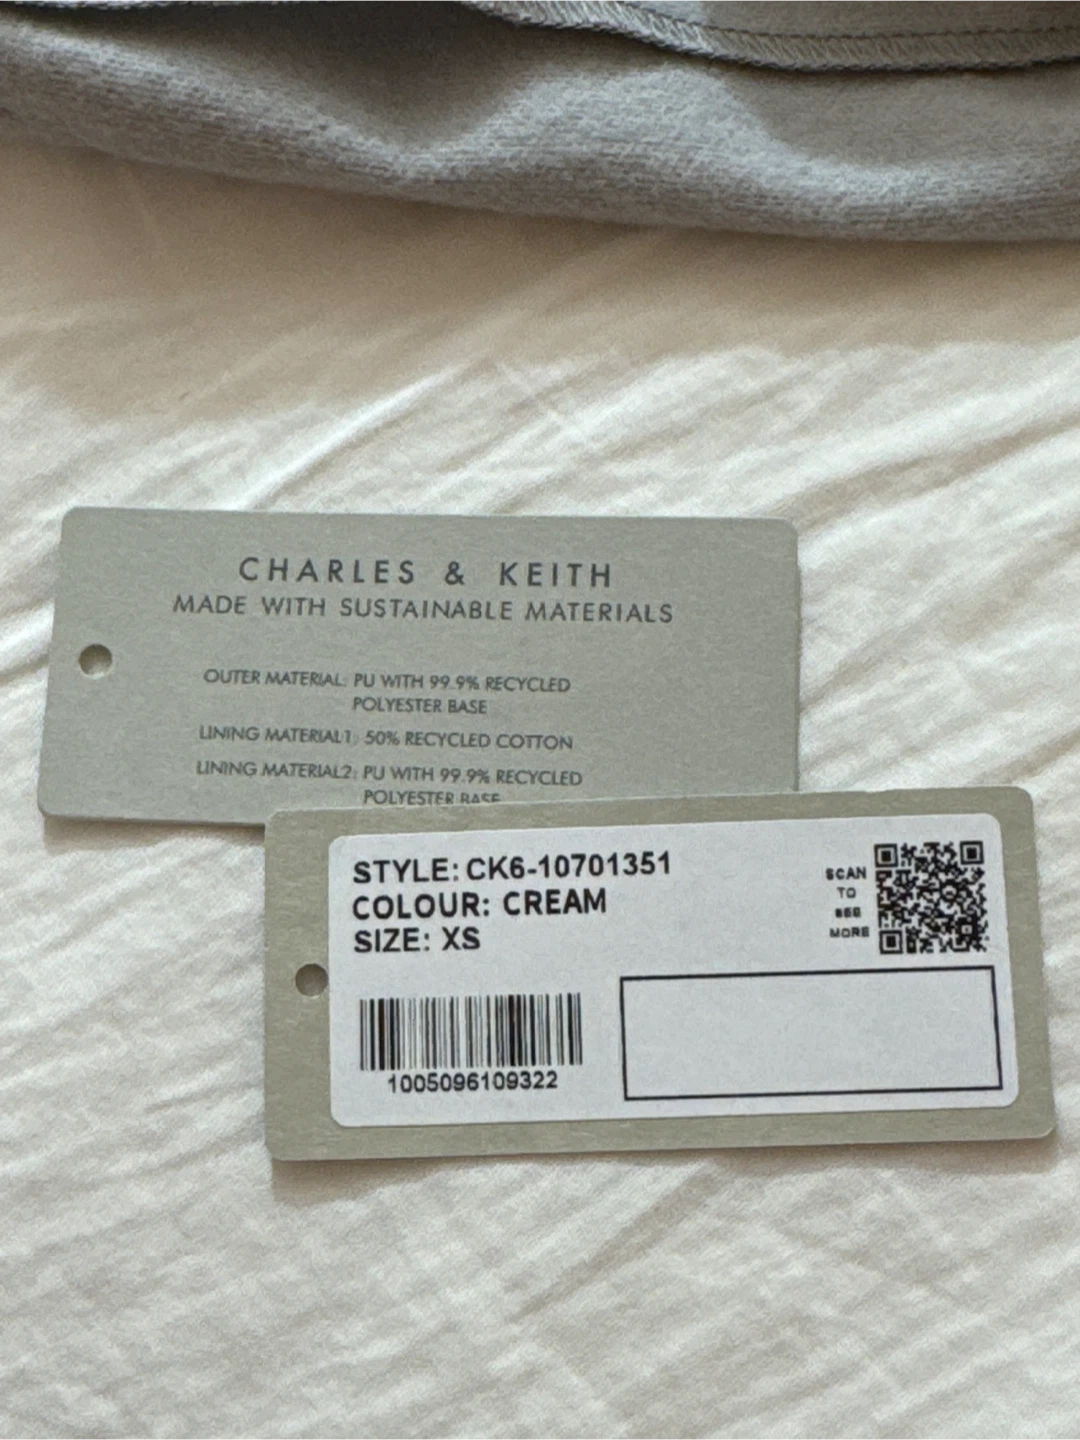 CHARLES & KEITH
MADE WITH SUSTAINABLE MATERIALS
OUTER MATERIAL: PU WITH 99.9% RECYCLED
POLYESTER BASE
LINING MATERIAL1: 50% RECYCLED COTTON
LINING MATERIAL2: PU WITH 99.9% RECYCLED
POLYESTER BASE
STYLE: CK6-10701351
COLOUR: CREAM
SIZE: XS
SCAN
TO
SEE
MORE
1005096109322